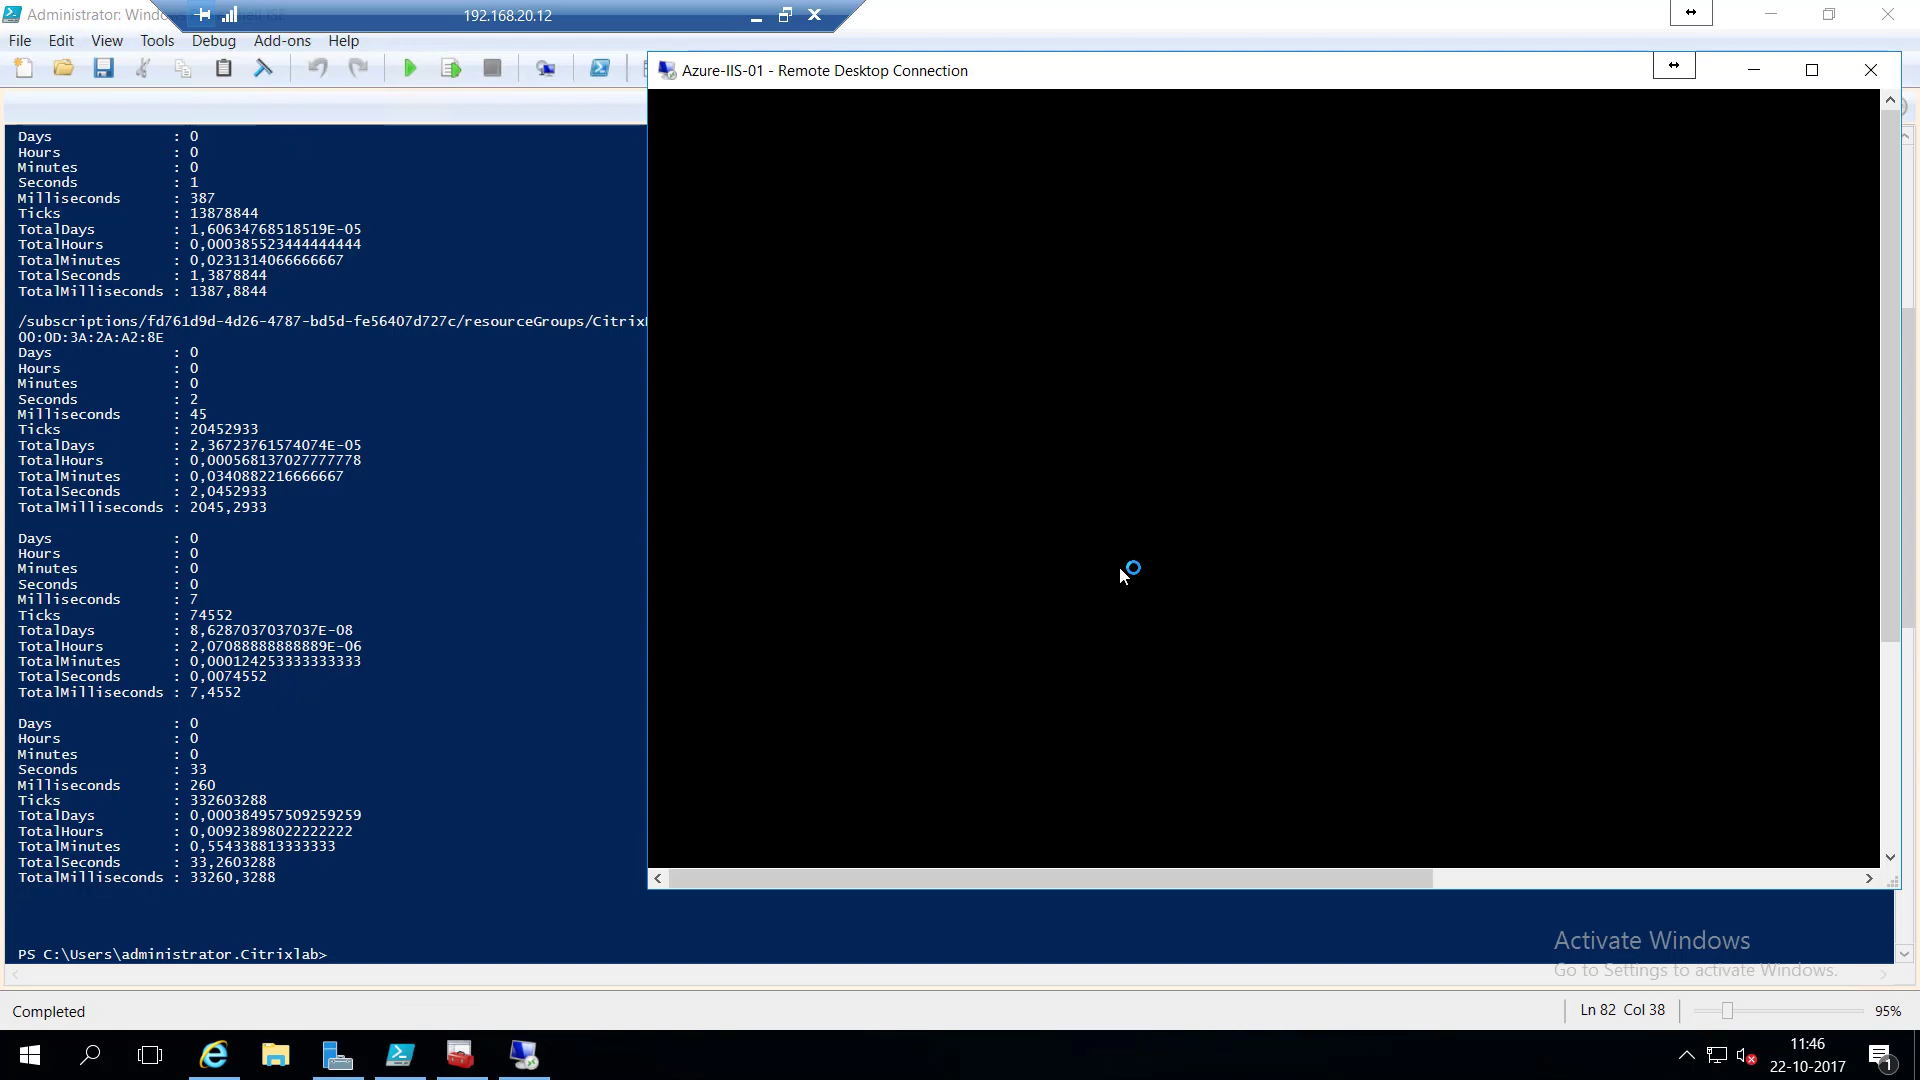 Administrator: Windo
192.168.20.12
File Edit View Tools Debug Add-ons Help
Azure-IIS-01 - Remote Desktop Connection
Days : 0
Hours : 0
Minutes : 0
Seconds : 1
Milliseconds : 387
Ticks : 13878844
TotalDays : 1,60634768518519E-05
TotalHours : 0,000385523444444444
TotalMinutes : 0,0231314066666667
TotalSeconds : 1,3878844
TotalMilliseconds : 1387,8844
/subscriptions/fd761d9d-4d26-4787-bd5d-fe56407d727c/resourceGroups/Citrix
00:0D:3A:2A:A2:8E
Days : 0
Hours : 0
Minutes : 0
Seconds : 2
Milliseconds : 45
Ticks : 20452933
TotalDays : 2,36723761574074E-05
TotalHours : 0,000568137027777778
TotalMinutes : 0,0340882216666667
TotalSeconds : 2,0452933
TotalMilliseconds : 2045,2933
Days : 0
Hours : 0
Minutes : 0
Seconds : 0
Milliseconds : 7
Ticks : 74552
TotalDays : 8,6287037037037E-08
TotalHours : 2,07088888888889E-06
TotalMinutes : 0,000124253333333333
TotalSeconds : 0,0074552
TotalMilliseconds : 7,4552
Days : 0
Hours : 0
Minutes : 0
Seconds : 33
Milliseconds : 260
Ticks : 332603288
TotalDays : 0,000384957509259259
TotalHours : 0,00923898022222222
TotalMinutes : 0,554338813333333
TotalSeconds : 33,2603288
TotalMilliseconds : 33260,3288
PS C:\Users\administrator.Citrixlab>
Activate Windows
Go to Settings to activate Windows.
Completed
Ln 82 Col 38
95%
11:46
22-10-2017
1